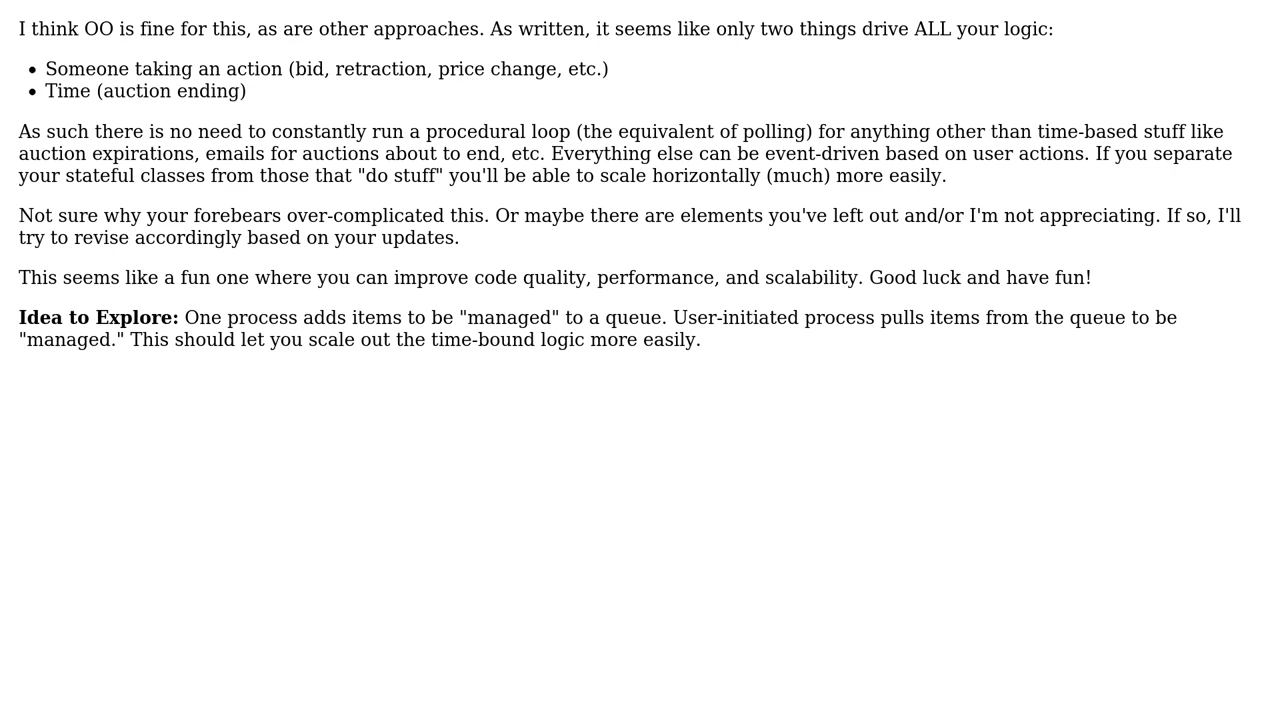 I think OO is fine for this, as are other approaches. As written, it seems like only two things drive ALL your logic:
• Someone taking an action (bid, retraction, price change, etc.)
• Time (auction ending)
As such there is no need to constantly run a procedural loop (the equivalent of polling) for anything other than time-based stuff like
auction expirations, emails for auctions about to end, etc. Everything else can be event-driven based on user actions. If you separate
your stateful classes from those that "do stuff" you'll be able to scale horizontally (much) more easily.
Not sure why your forebears over-complicated this. Or maybe there are elements you've left out and/or I'm not appreciating. If so, I'll
try to revise accordingly based on your updates.
This seems like a fun one where you can improve code quality, performance, and scalability. Good luck and have fun!
Idea to Explore: One process adds items to be "managed" to a queue. User-initiated process pulls items from the queue to be
"managed." This should let you scale out the time-bound logic more easily.